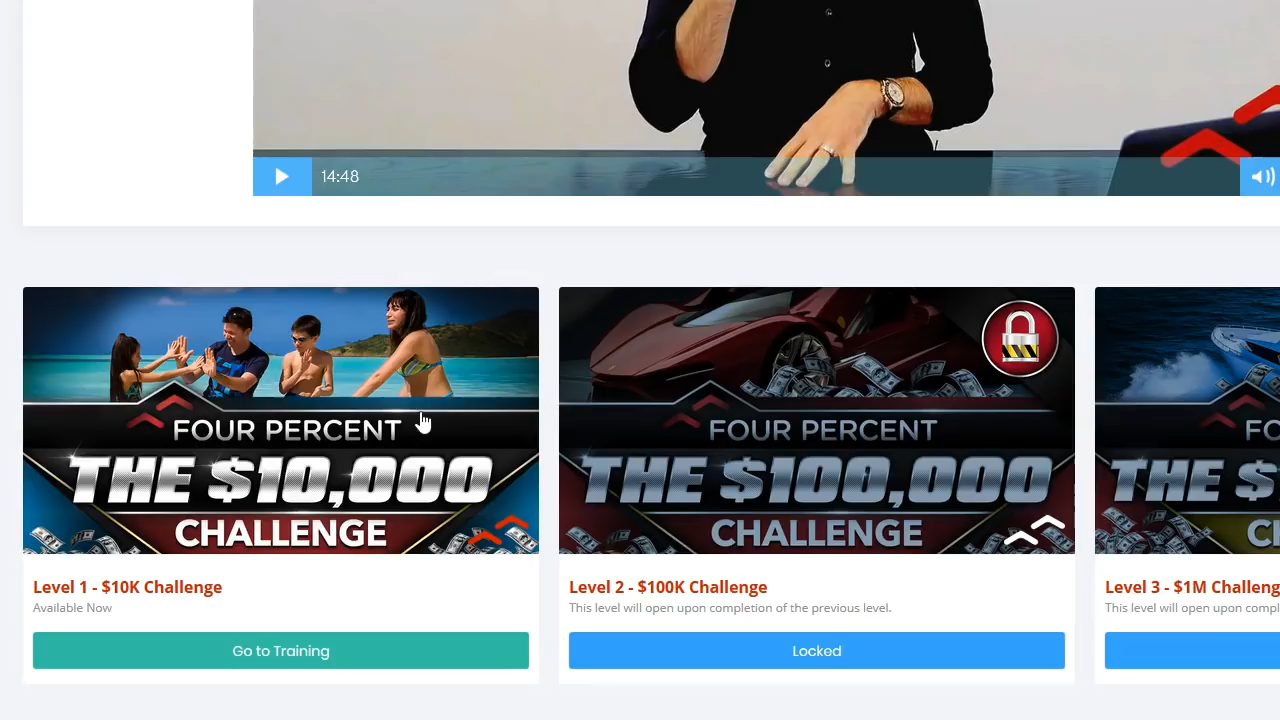 14:48
FOUR PERCENT
THE $10,000
CHALLENGE
Level 1 - $10K Challenge
Available Now
Go to Training
FOUR PERCENT
THE $100,000
CHALLENGE
Level 2 - $100K Challenge
This level will open upon completion of the previous level.
Locked
THE $
Level 3 - $1M Challeng
This level will open upon compl